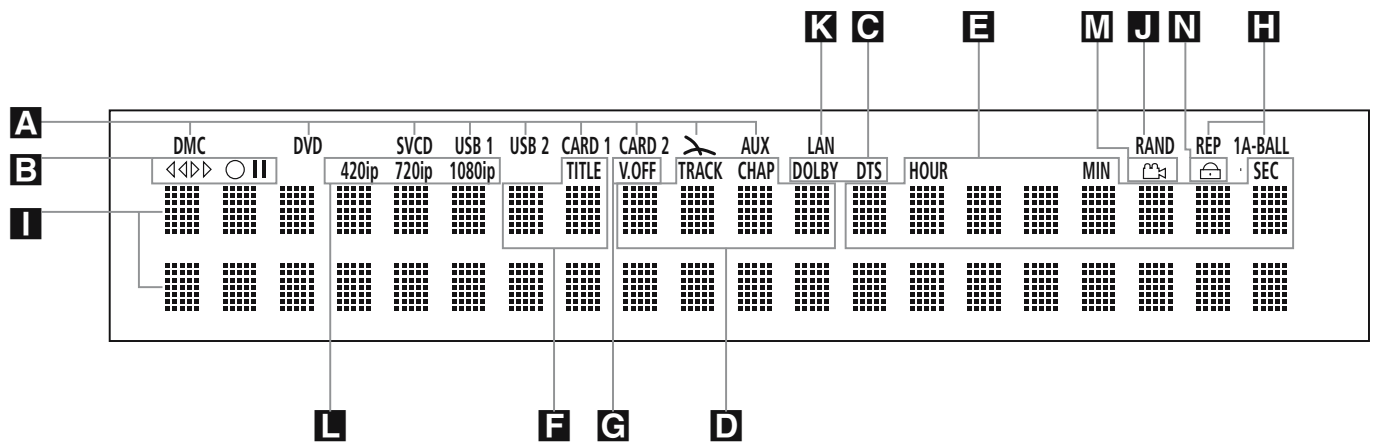 K C E M J N H
A
DMC DVD SVCD USB 1 USB 2 CARD 1 CARD 2 AUX LAN RAND REP 1A-BALL
B
420ip 720ip 1080ip TITLE V.OFF TRACK CHAP DOLBY DTS HOUR MIN SEC
I
L F G D